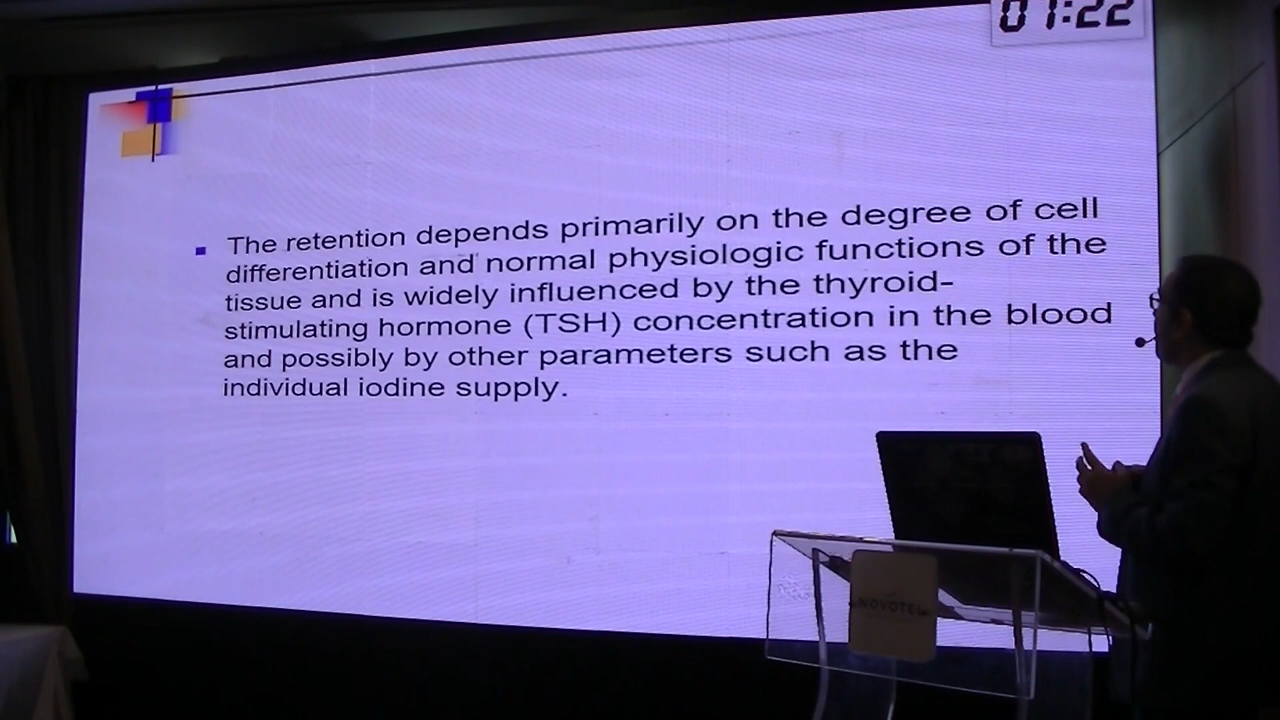 01:22
The retention depends primarily on the degree of cell
differentiation and normal physiologic functions of the
tissue and is widely influenced by the thyroid-
stimulating hormone (TSH) concentration in the blood
and possibly by other parameters such as the
individual iodine supply.
NOVOTEL